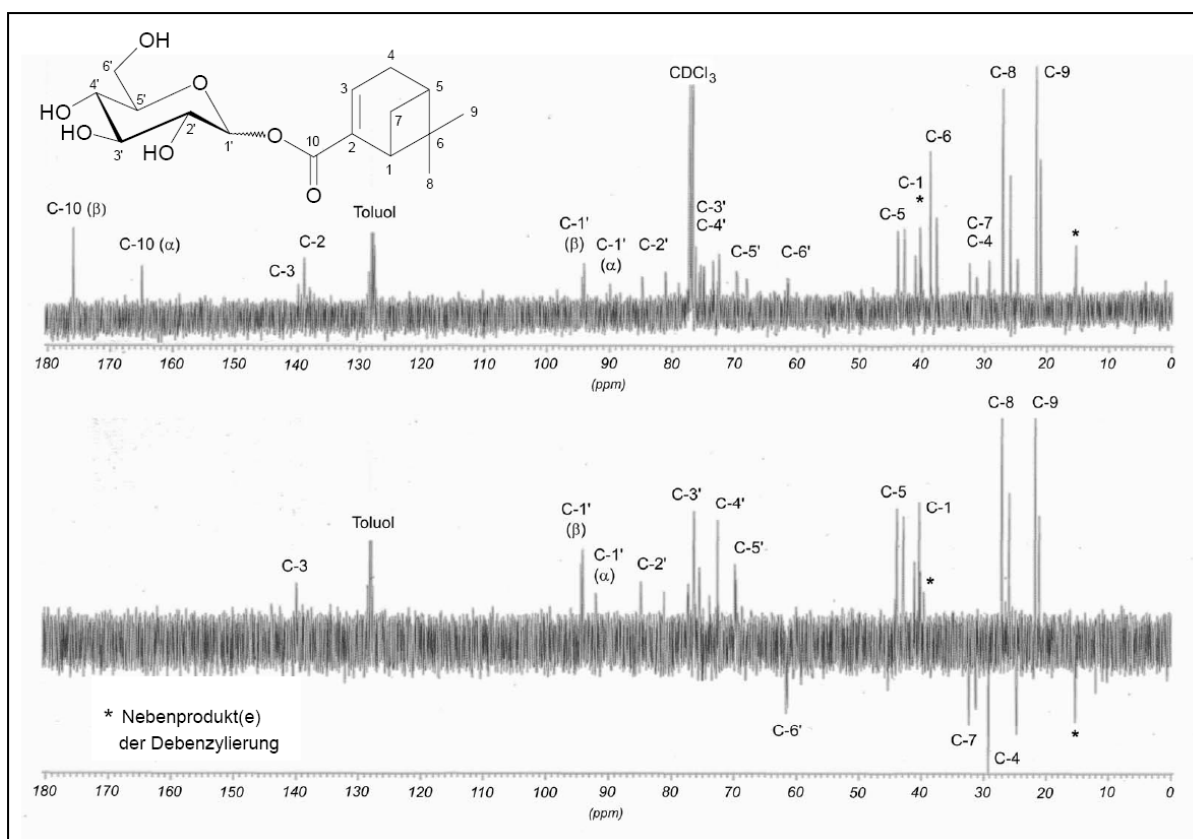 OH
6'
4
4'
O
3
5
HO
5'
9
HO
2'
10
7
3'
HO
1'
O
2
6
1
O
8
CDCl3
C-8
C-9
C-6
C-10 (β)
C-10 (α)
Toluol
C-3
C-2
C-1'
(β)
C-1'
(α)
C-2'
C-3'
C-4'
C-5'
C-6'
C-5
C-1
*
C-7
C-4
*
180 170 160 150 140 130 120 110 100 90 80 70 60 50 40 30 20 10 0
(ppm)
C-8
C-9
C-3
Toluol
C-1'
(β)
C-1'
(α)
C-2'
C-3'
C-4'
C-5'
C-5
C-1
*
C-6'
C-7
C-4
*
* Nebenprodukt(e)
der Debenzylierung
180 170 160 150 140 130 120 110 100 90 80 70 60 50 40 30 20 10 0
(ppm)